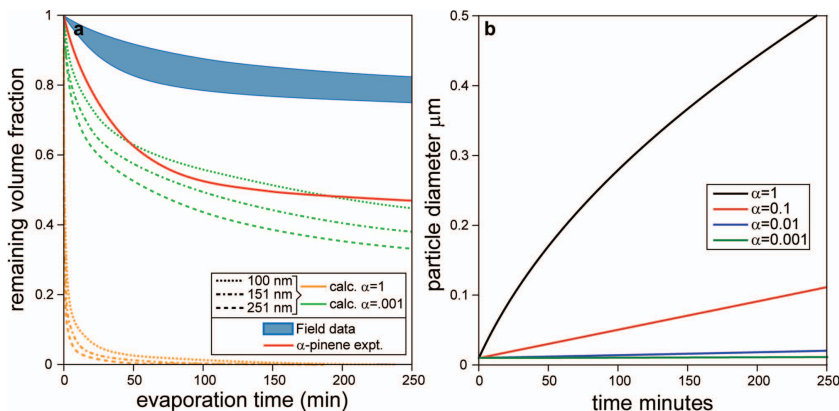 a
remaining volume fraction
1
0.8
0.6
0.4
0.2
0
0 50 100 150 200 250
evaporation time (min)
100 nm
151 nm
251 nm
calc. α=1
calc. α=.001
Field data
α-pinene expt.
b
particle diameter μm
0.5
0.4
0.3
0.2
0.1
0
0 50 100 150 200 250
time minutes
α=1
α=0.1
α=0.01
α=0.001